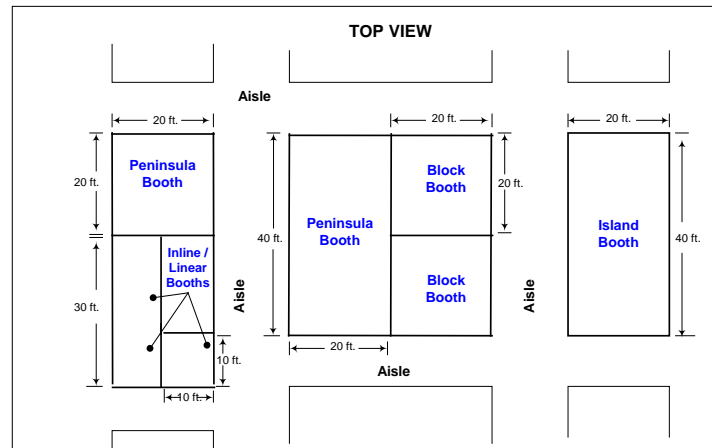 TOP VIEW
Aisle
20 ft.
20 ft.
20 ft.
20 ft.
Peninsula
Booth
40 ft.
Peninsula
Booth
Block
Booth
20 ft.
Island
Booth
40 ft.
30 ft.
Inline /
Linear
Booths
Aisle
Block
Booth
Aisle
10 ft.
20 ft.
10 ft.
Aisle